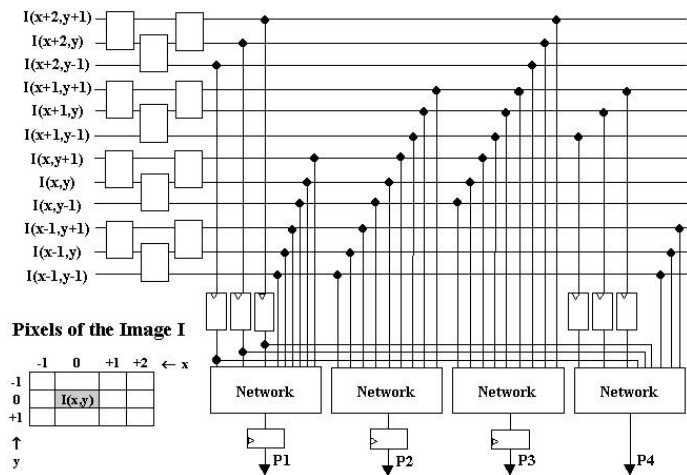 I(x+2,y+1)
I(x+2,y)
I(x+2,y-1)
I(x+1,y+1)
I(x+1,y)
I(x+1,y-1)
I(x,y+1)
I(x,y)
I(x,y-1)
I(x-1,y+1)
I(x-1,y)
I(x-1,y-1)
Pixels of the Image I
-1 0 +1 +2 ← x
-1
0 I(x,y)
+1
↑
y
Network Network Network Network
P1 P2 P3 P4